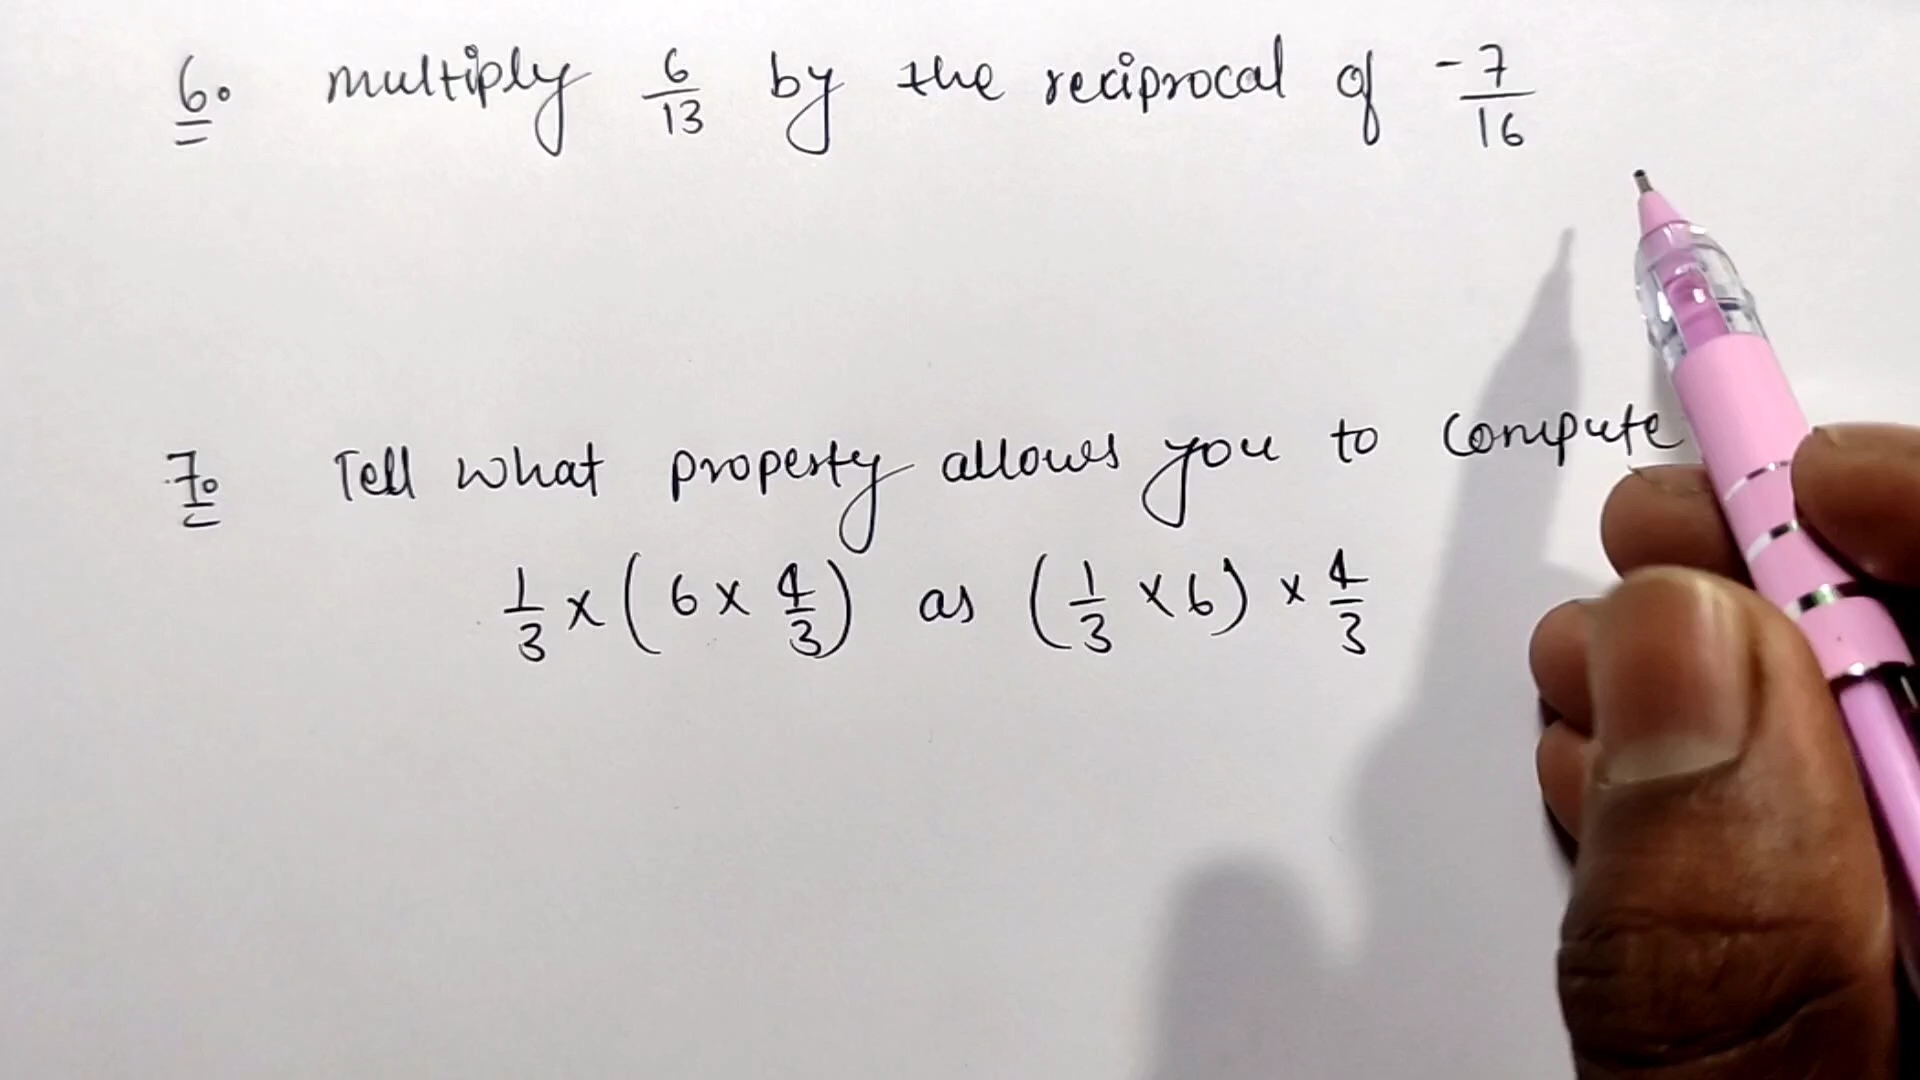 6. multiply 6/13 by the reciprocal of -7/16
7. Tell what property allows you to compute
1/3 × (6 × 4/3) as (1/3 × 6) × 4/3